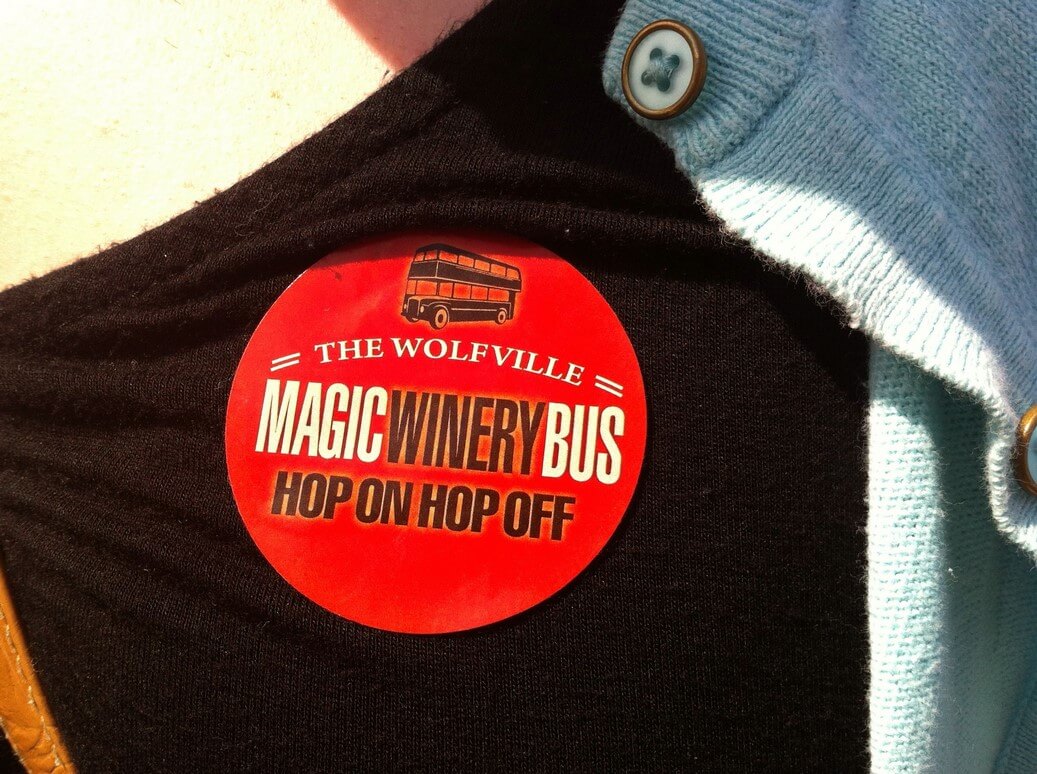 THE WOLFVILLE
MAGIC WINERY BUS
HOP ON HOP OFF